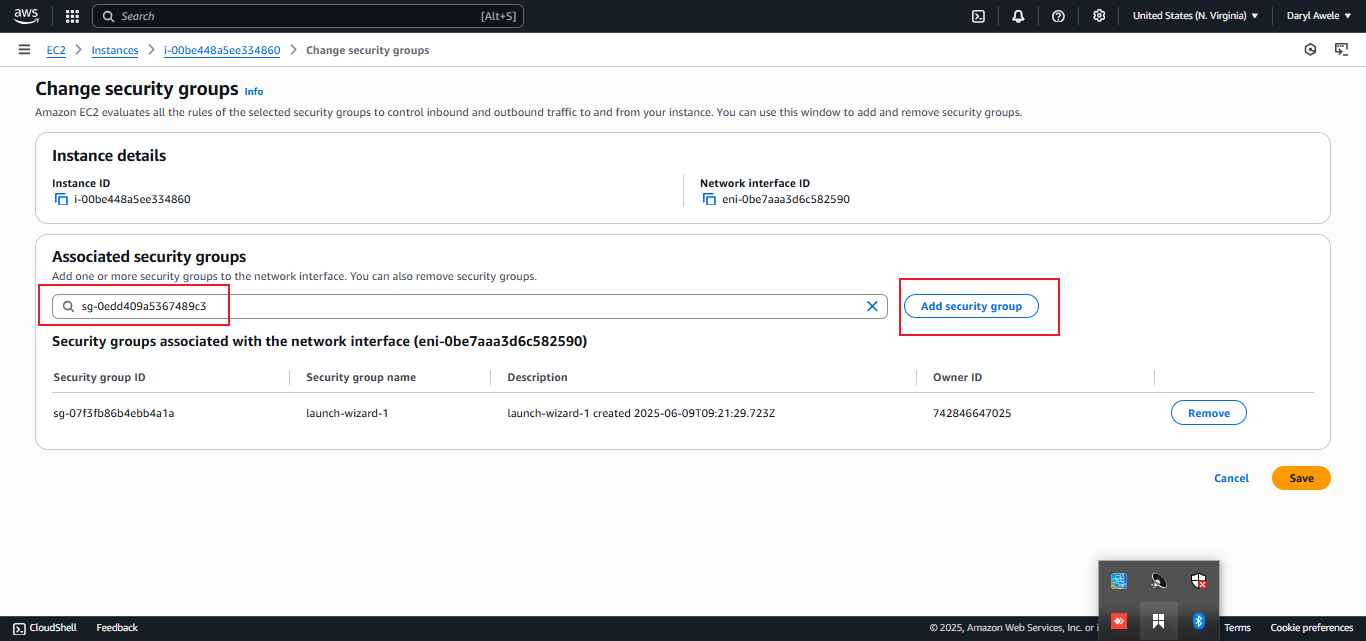 aws Search [Alt+S] United States (N. Virginia) Daryl Awele
EC2 Instances i-00be448a5ee334860 Change security groups
Change security groups Info
Amazon EC2 evaluates all the rules of the selected security groups to control inbound and outbound traffic to and from your instance. You can use this window to add and remove security groups.
Instance details
Instance ID
i-00be448a5ee334860
Network interface ID
eni-0be7aaa3d6c582590
Associated security groups
Add one or more security groups to the network interface. You can also remove security groups.
sg-0edd409a5367489c3 Add security group
Security groups associated with the network interface (eni-0be7aaa3d6c582590)
Security group ID Security group name Description Owner ID
sg-07f3fb86b4ebb4a1a launch-wizard-1 launch-wizard-1 created 2025-06-09T09:21:29.723Z 742846647025 Remove
Cancel Save
CloudShell Feedback © 2025, Amazon Web Services, Inc. or Terms Cookie preferences